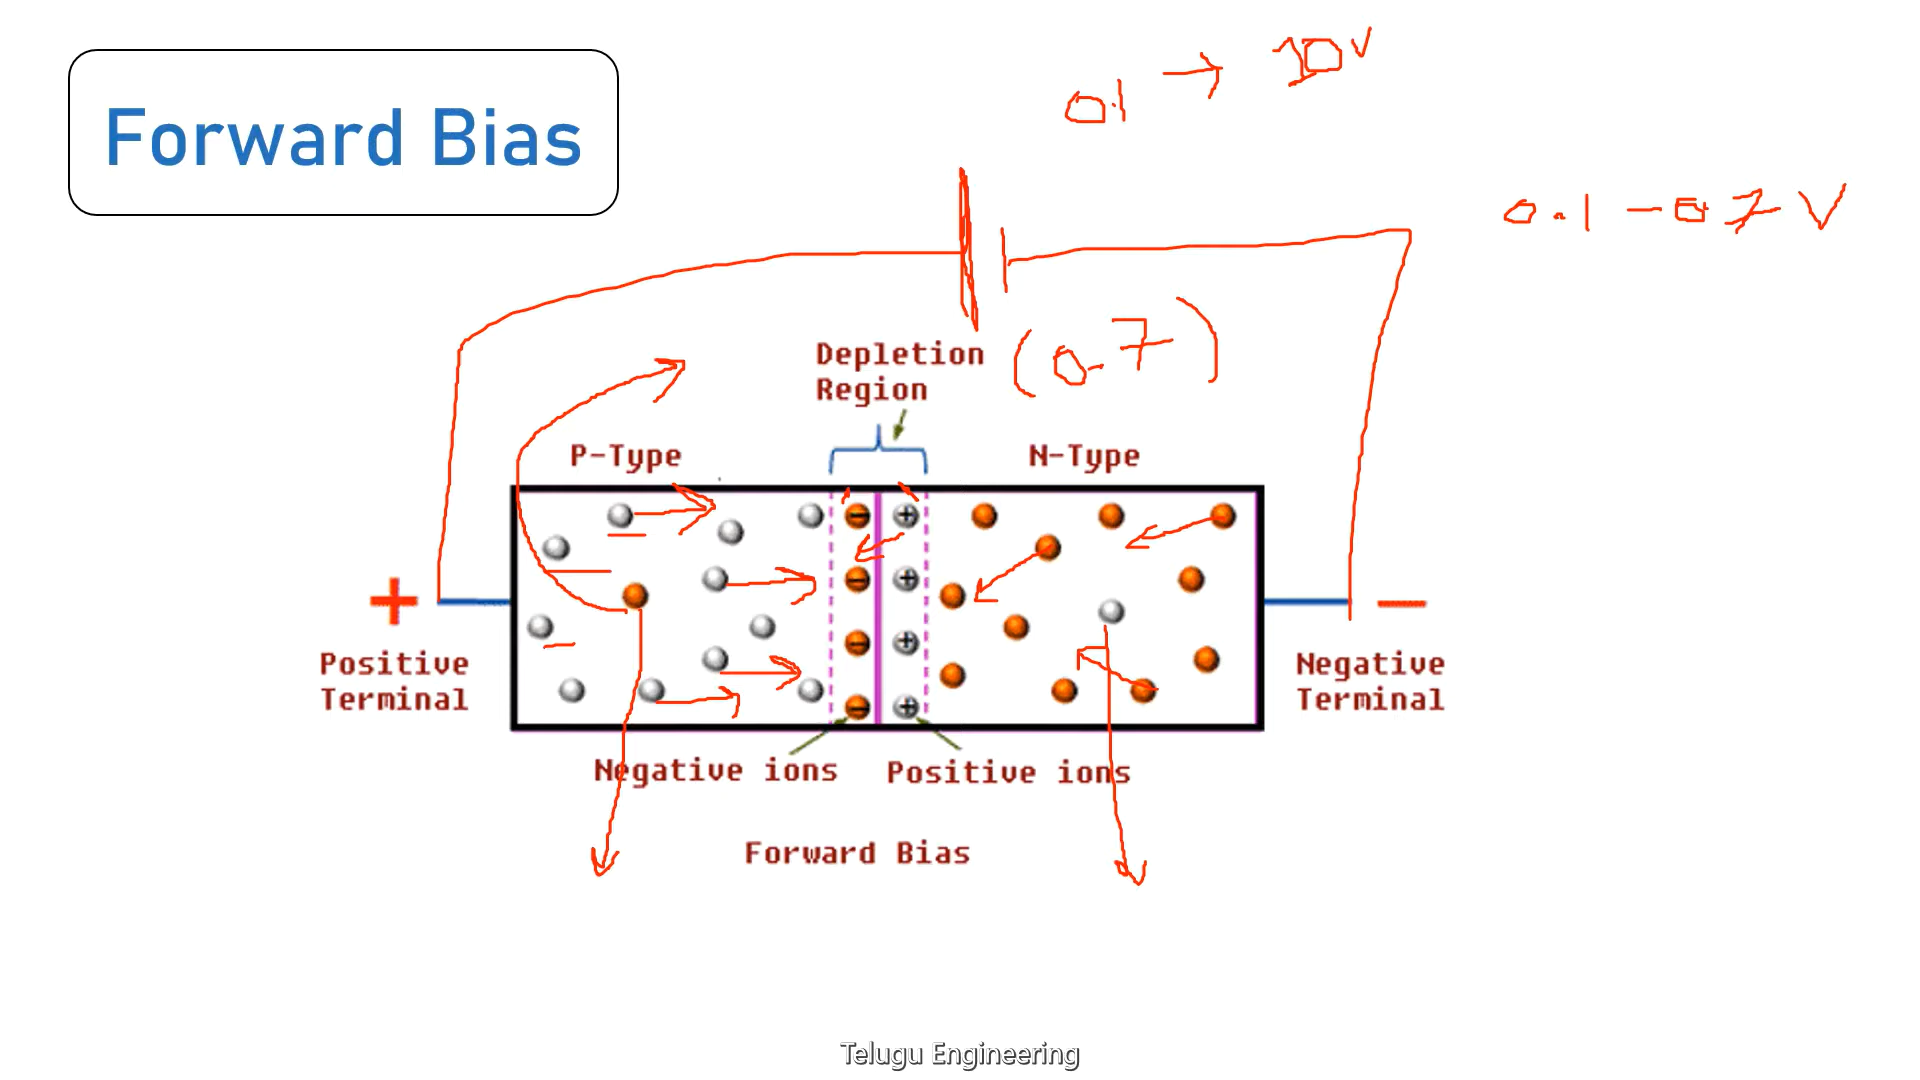 Forward Bias
0.1 → 10V
0.1 - 0.7 V
Depletion
Region
(0.7)
P-Type
N-Type
+
-
Positive
Terminal
Negative
Terminal
Negative ions
Positive ions
Forward Bias
Telugu Engineering